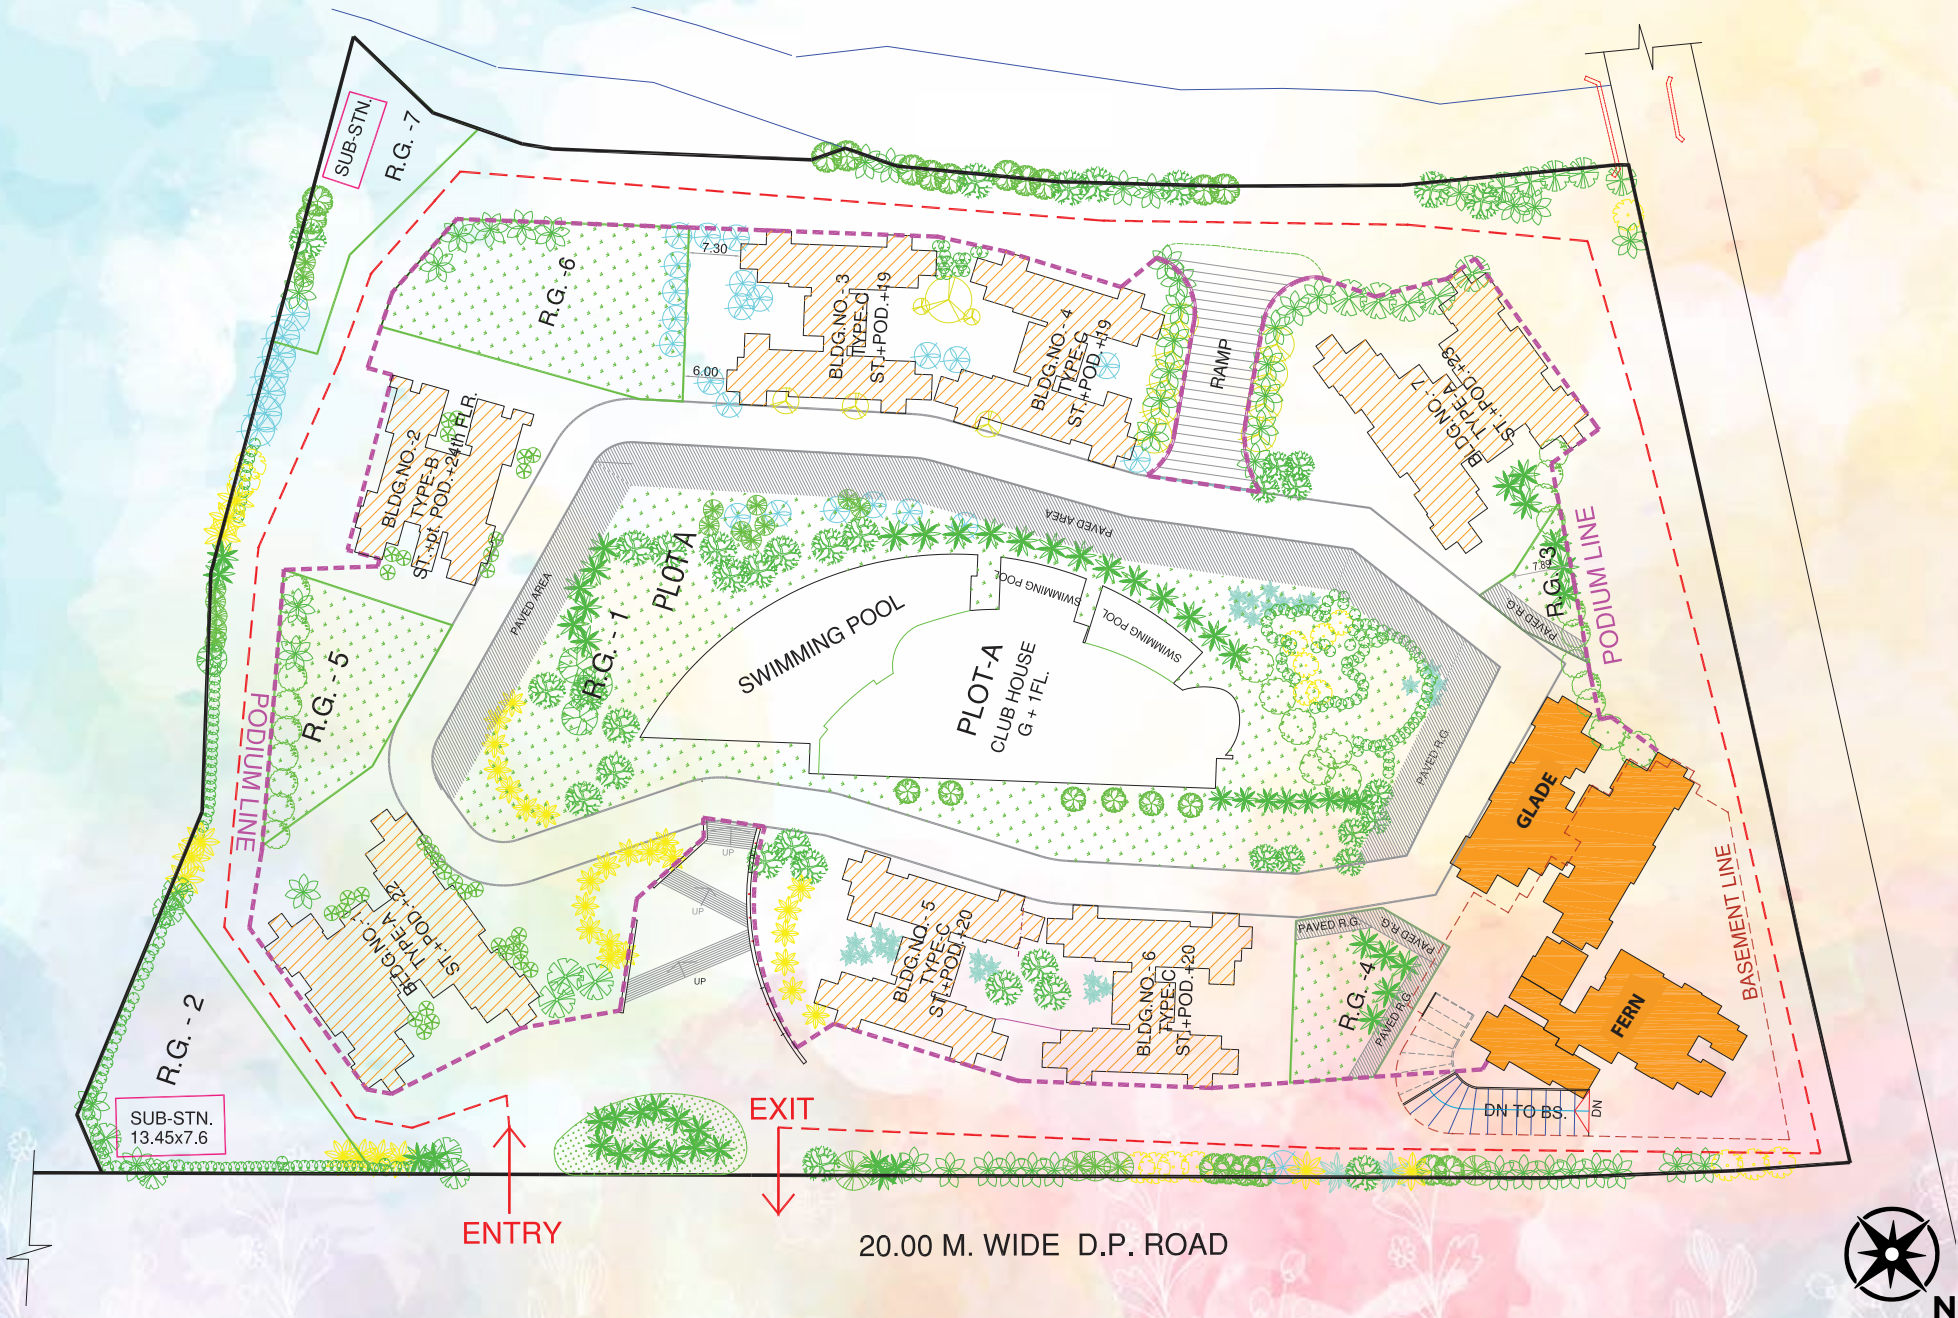 SUB-STN.
R.G. -7
7.30
R.G. -6
6.00
BLDG.NO.- 3
TYPE-C
ST.+POD.+19
BLDG.NO.- 4
TYPE-C
ST.+POD.+19
RAMP
BLDG.NO.-7
TYPE-A
ST.+POD.+23
BLDG.NO.-2
TYPE-B
ST.+pt. POD.+24th FLR.
PAVED AREA
PAVED AREA
PLOT A
R.G. - 1
SWIMMING POOL
SWIMMING POOL
SWIMMING POOL
PLOT-A
CLUB HOUSE
G + 1FL.
R.G. -3
7.89
PAVED R.G.
PODIUM LINE
R.G. - 5
PODIUM LINE
PAVED R.G.
GLADE
UP
UP
UP
BLDG.NO.-1
TYPE-A
ST.+POD.+22
BLDG.NO.- 5
TYPE-C
ST.+POD.+20
BLDG.NO.- 6
TYPE-C
ST.+POD.+20
PAVED R.G.
PAVED R.G.
R.G. -4
PAVED R.G.
BASEMENT LINE
FERN
R.G. - 2
SUB-STN.
13.45x7.6
DN TO BS.
DN
EXIT
ENTRY
20.00 M. WIDE D.P. ROAD
N